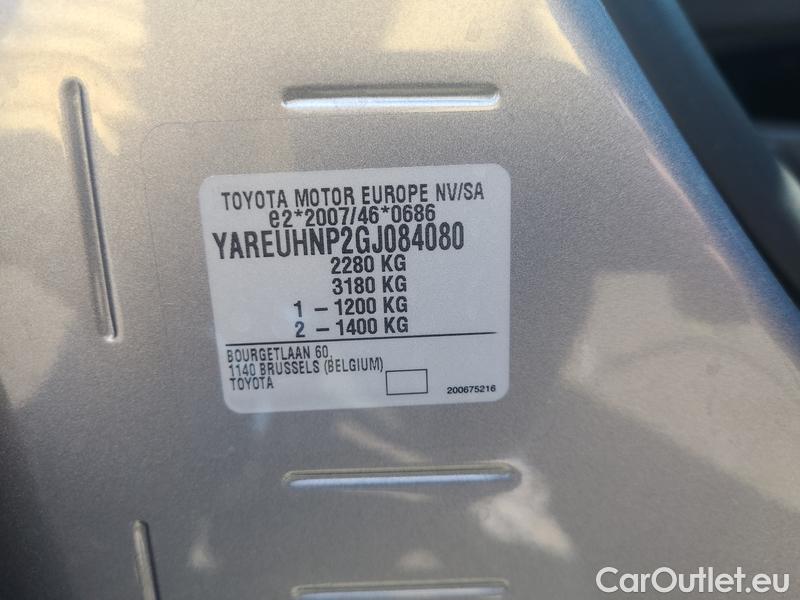 TOYOTA MOTOR EUROPE NV/SA
e2*2007/46*0686
YAREUHNP2GJ084080
2280 KG
3180 KG
1 – 1200 KG
2 – 1400 KG
BOURGETLAAN 60,
1140 BRUSSELS (BELGIUM)
TOYOTA
200675216
CarOutlet.eu